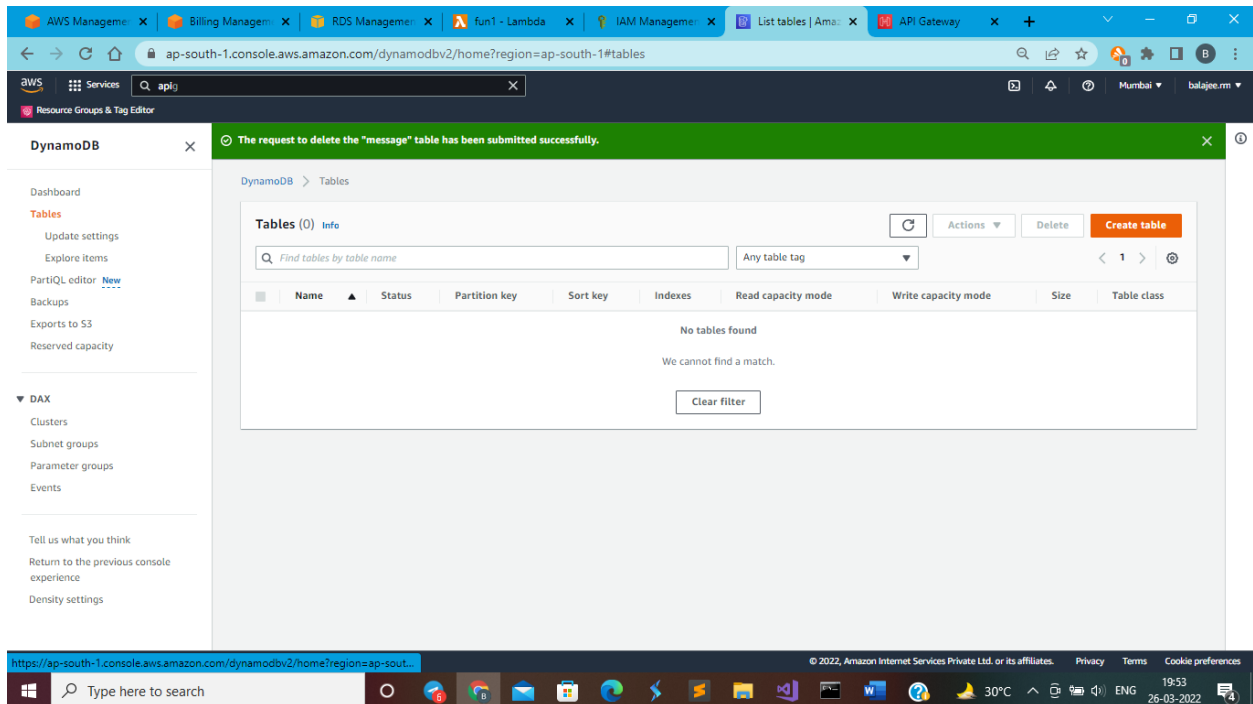 AWS Managemen
Billing Manageme
RDS Managemen
fun1 - Lambda
IAM Managemen
List tables | Amaz
API Gateway
ap-south-1.console.aws.amazon.com/dynamodbv2/home?region=ap-south-1#tables
0
B
aws
Services
apig
Mumbai
balajee.rm
Resource Groups & Tag Editor
DynamoDB
The request to delete the "message" table has been submitted successfully.
DynamoDB > Tables
Dashboard
Tables
Update settings
Explore items
PartiQL editor New
Backups
Exports to S3
Reserved capacity
DAX
Clusters
Subnet groups
Parameter groups
Events
Tell us what you think
Return to the previous console
experience
Density settings
Tables (0) Info
Actions
Delete
Create table
Find tables by table name
Any table tag
1
Name
Status
Partition key
Sort key
Indexes
Read capacity mode
Write capacity mode
Size
Table class
No tables found
We cannot find a match.
Clear filter
https://ap-south-1.console.aws.amazon.com/dynamodbv2/home?region=ap-sout...
© 2022, Amazon Internet Services Private Ltd. or its affiliates.
Privacy
Terms
Cookie preferences
Type here to search
6
B
W
30°C
ENG
19:53
26-03-2022
4